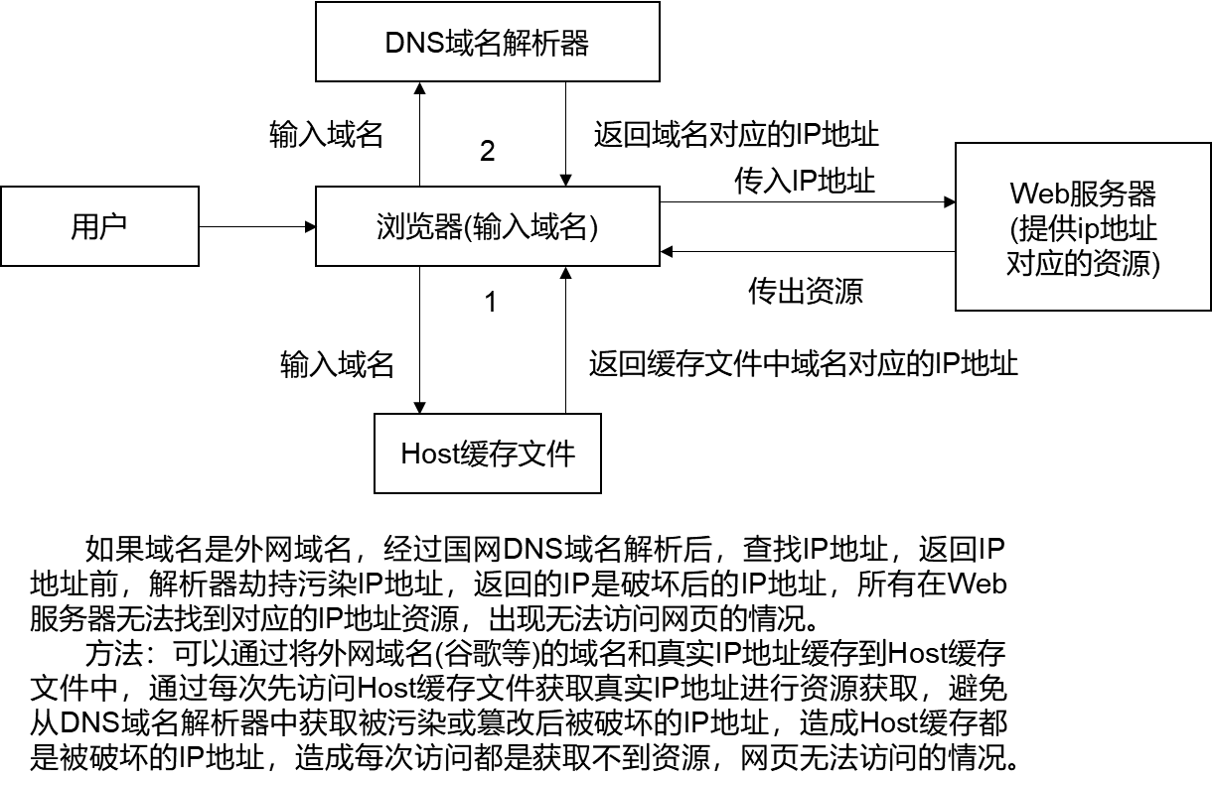 DNS域名解析器
输入域名
2
返回域名对应的IP地址
传入IP地址
用户
浏览器(输入域名)
Web服务器
(提供ip地址
对应的资源)
1
传出资源
输入域名
返回缓存文件中域名对应的IP地址
Host缓存文件
如果域名是外网域名，经过国网DNS域名解析后，查找IP地址，返回IP
地址前，解析器劫持污染IP地址，返回的IP是破坏后的IP地址，所有在Web
服务器无法找到对应的IP地址资源，出现无法访问网页的情况。
方法：可以通过将外网域名(谷歌等)的域名和真实IP地址缓存到Host缓存
文件中，通过每次先访问Host缓存文件获取真实IP地址进行资源获取，避免
从DNS域名解析器中获取被污染或篡改后被破坏的IP地址，造成Host缓存都
是被破坏的IP地址，造成每次访问都是获取不到资源，网页无法访问的情况。